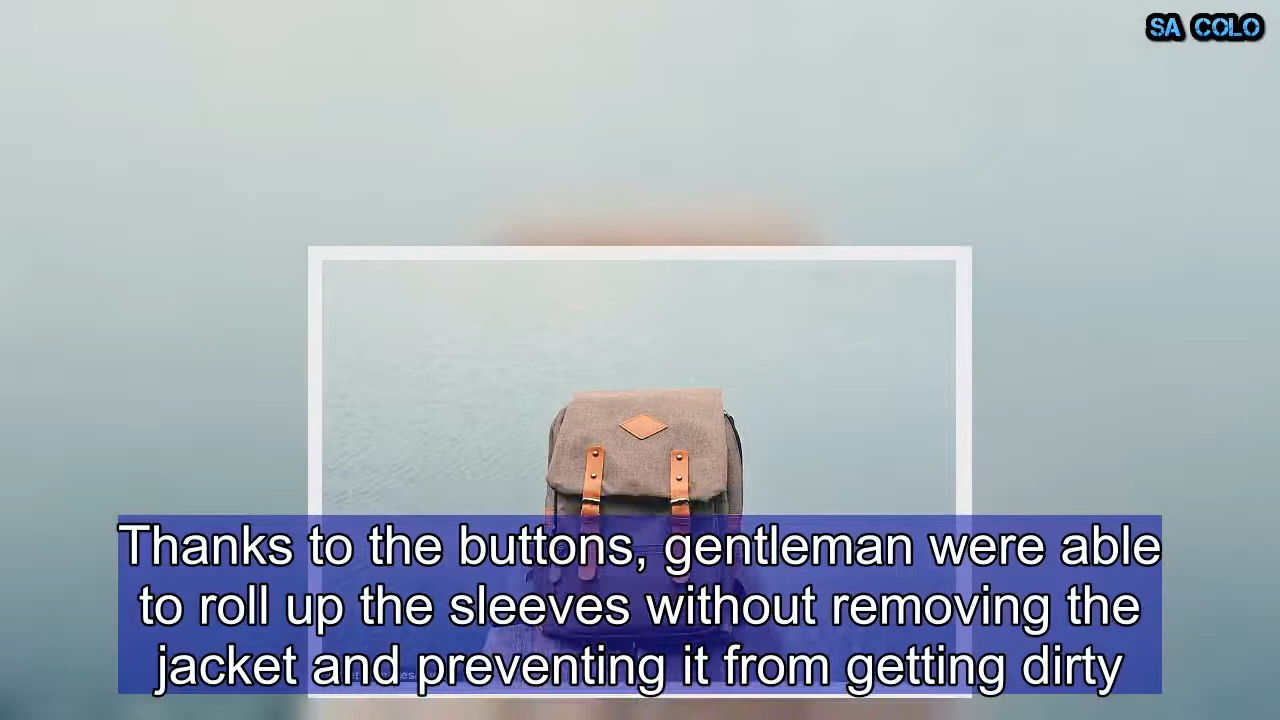 SA COLO
Thanks to the buttons, gentleman were able
to roll up the sleeves without removing the
jacket and preventing it from getting dirty